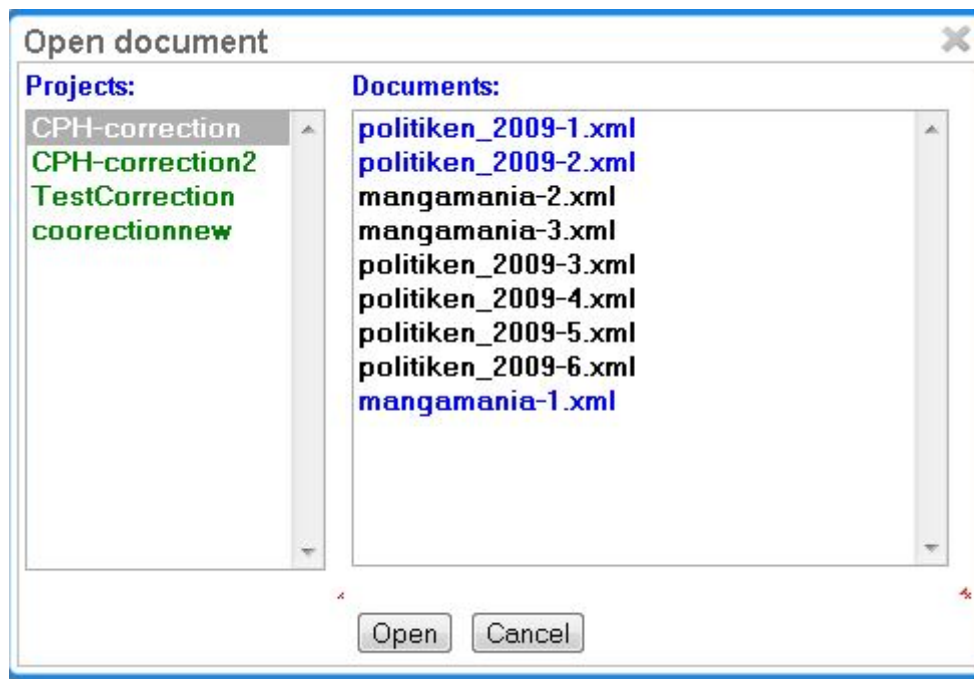 Open document
Projects:
CPH-correction
CPH-correction2
TestCorrection
coorectionnew
Documents:
politiken_2009-1.xml
politiken_2009-2.xml
mangamania-2.xml
mangamania-3.xml
politiken_2009-3.xml
politiken_2009-4.xml
politiken_2009-5.xml
politiken_2009-6.xml
mangamania-1.xml
Open Cancel